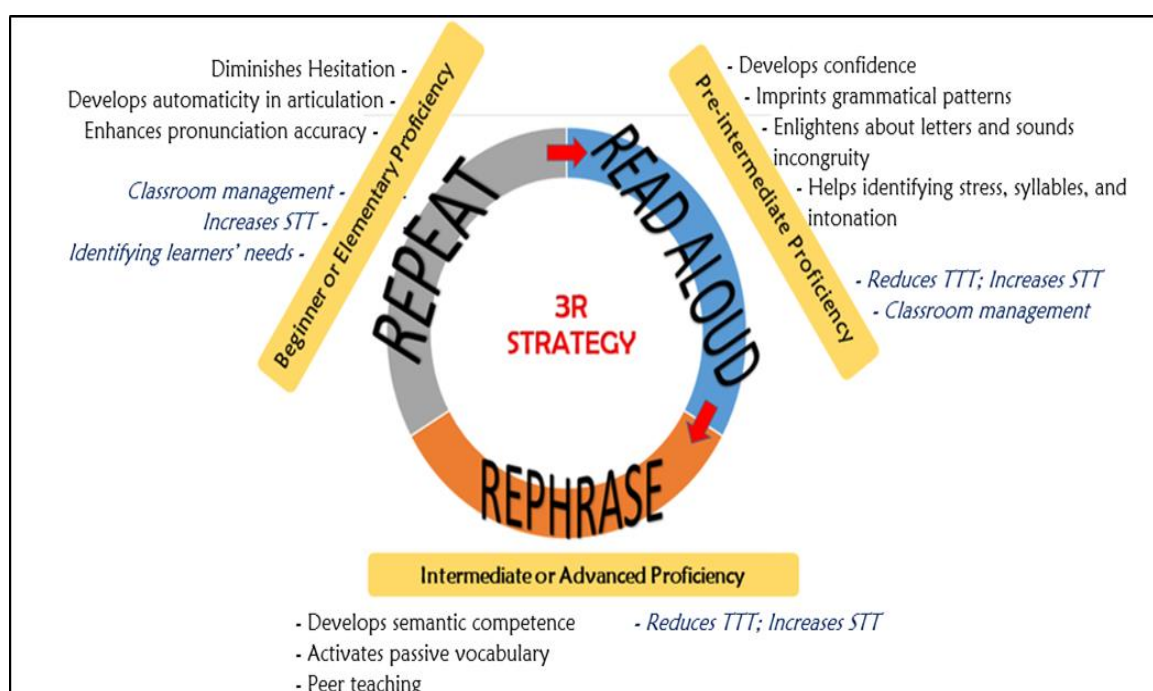 Diminishes Hesitation -
Develops automaticity in articulation -
Enhances pronunciation accuracy -
Classroom management -
Increases STT -
Identifying learners' needs -
Beginner or Elementary Proficiency
- Develops confidence
- Imprints grammatical patterns
- Enlightens about letters and sounds
incongruity
- Helps identifying stress, syllables, and
intonation
- Reduces TTT; Increases STT
- Classroom management
Pre-intermediate Proficiency
REPEAT
READ ALOUD
3R
STRATEGY
REPHRASE
Intermediate or Advanced Proficiency
- Develops semantic competence
- Activates passive vocabulary
- Peer teaching
- Reduces TTT; Increases STT